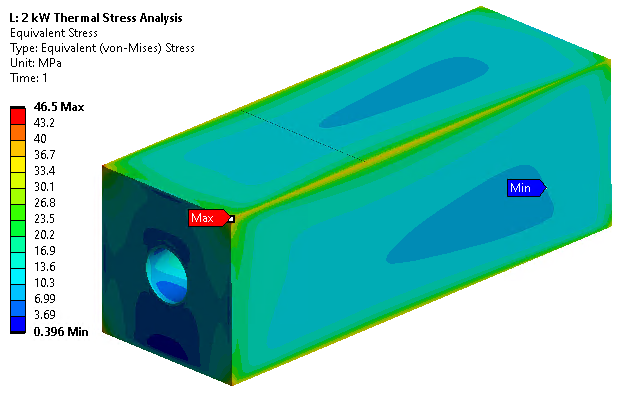 L: 2 kW Thermal Stress Analysis
Equivalent Stress
Type: Equivalent (von-Mises) Stress
Unit: MPa
Time: 1
46.5 Max
43.2
40
36.7
33.4
30.1
26.8
23.5
20.2
16.9
13.6
10.3
6.99
3.69
0.396 Min
Max
Min